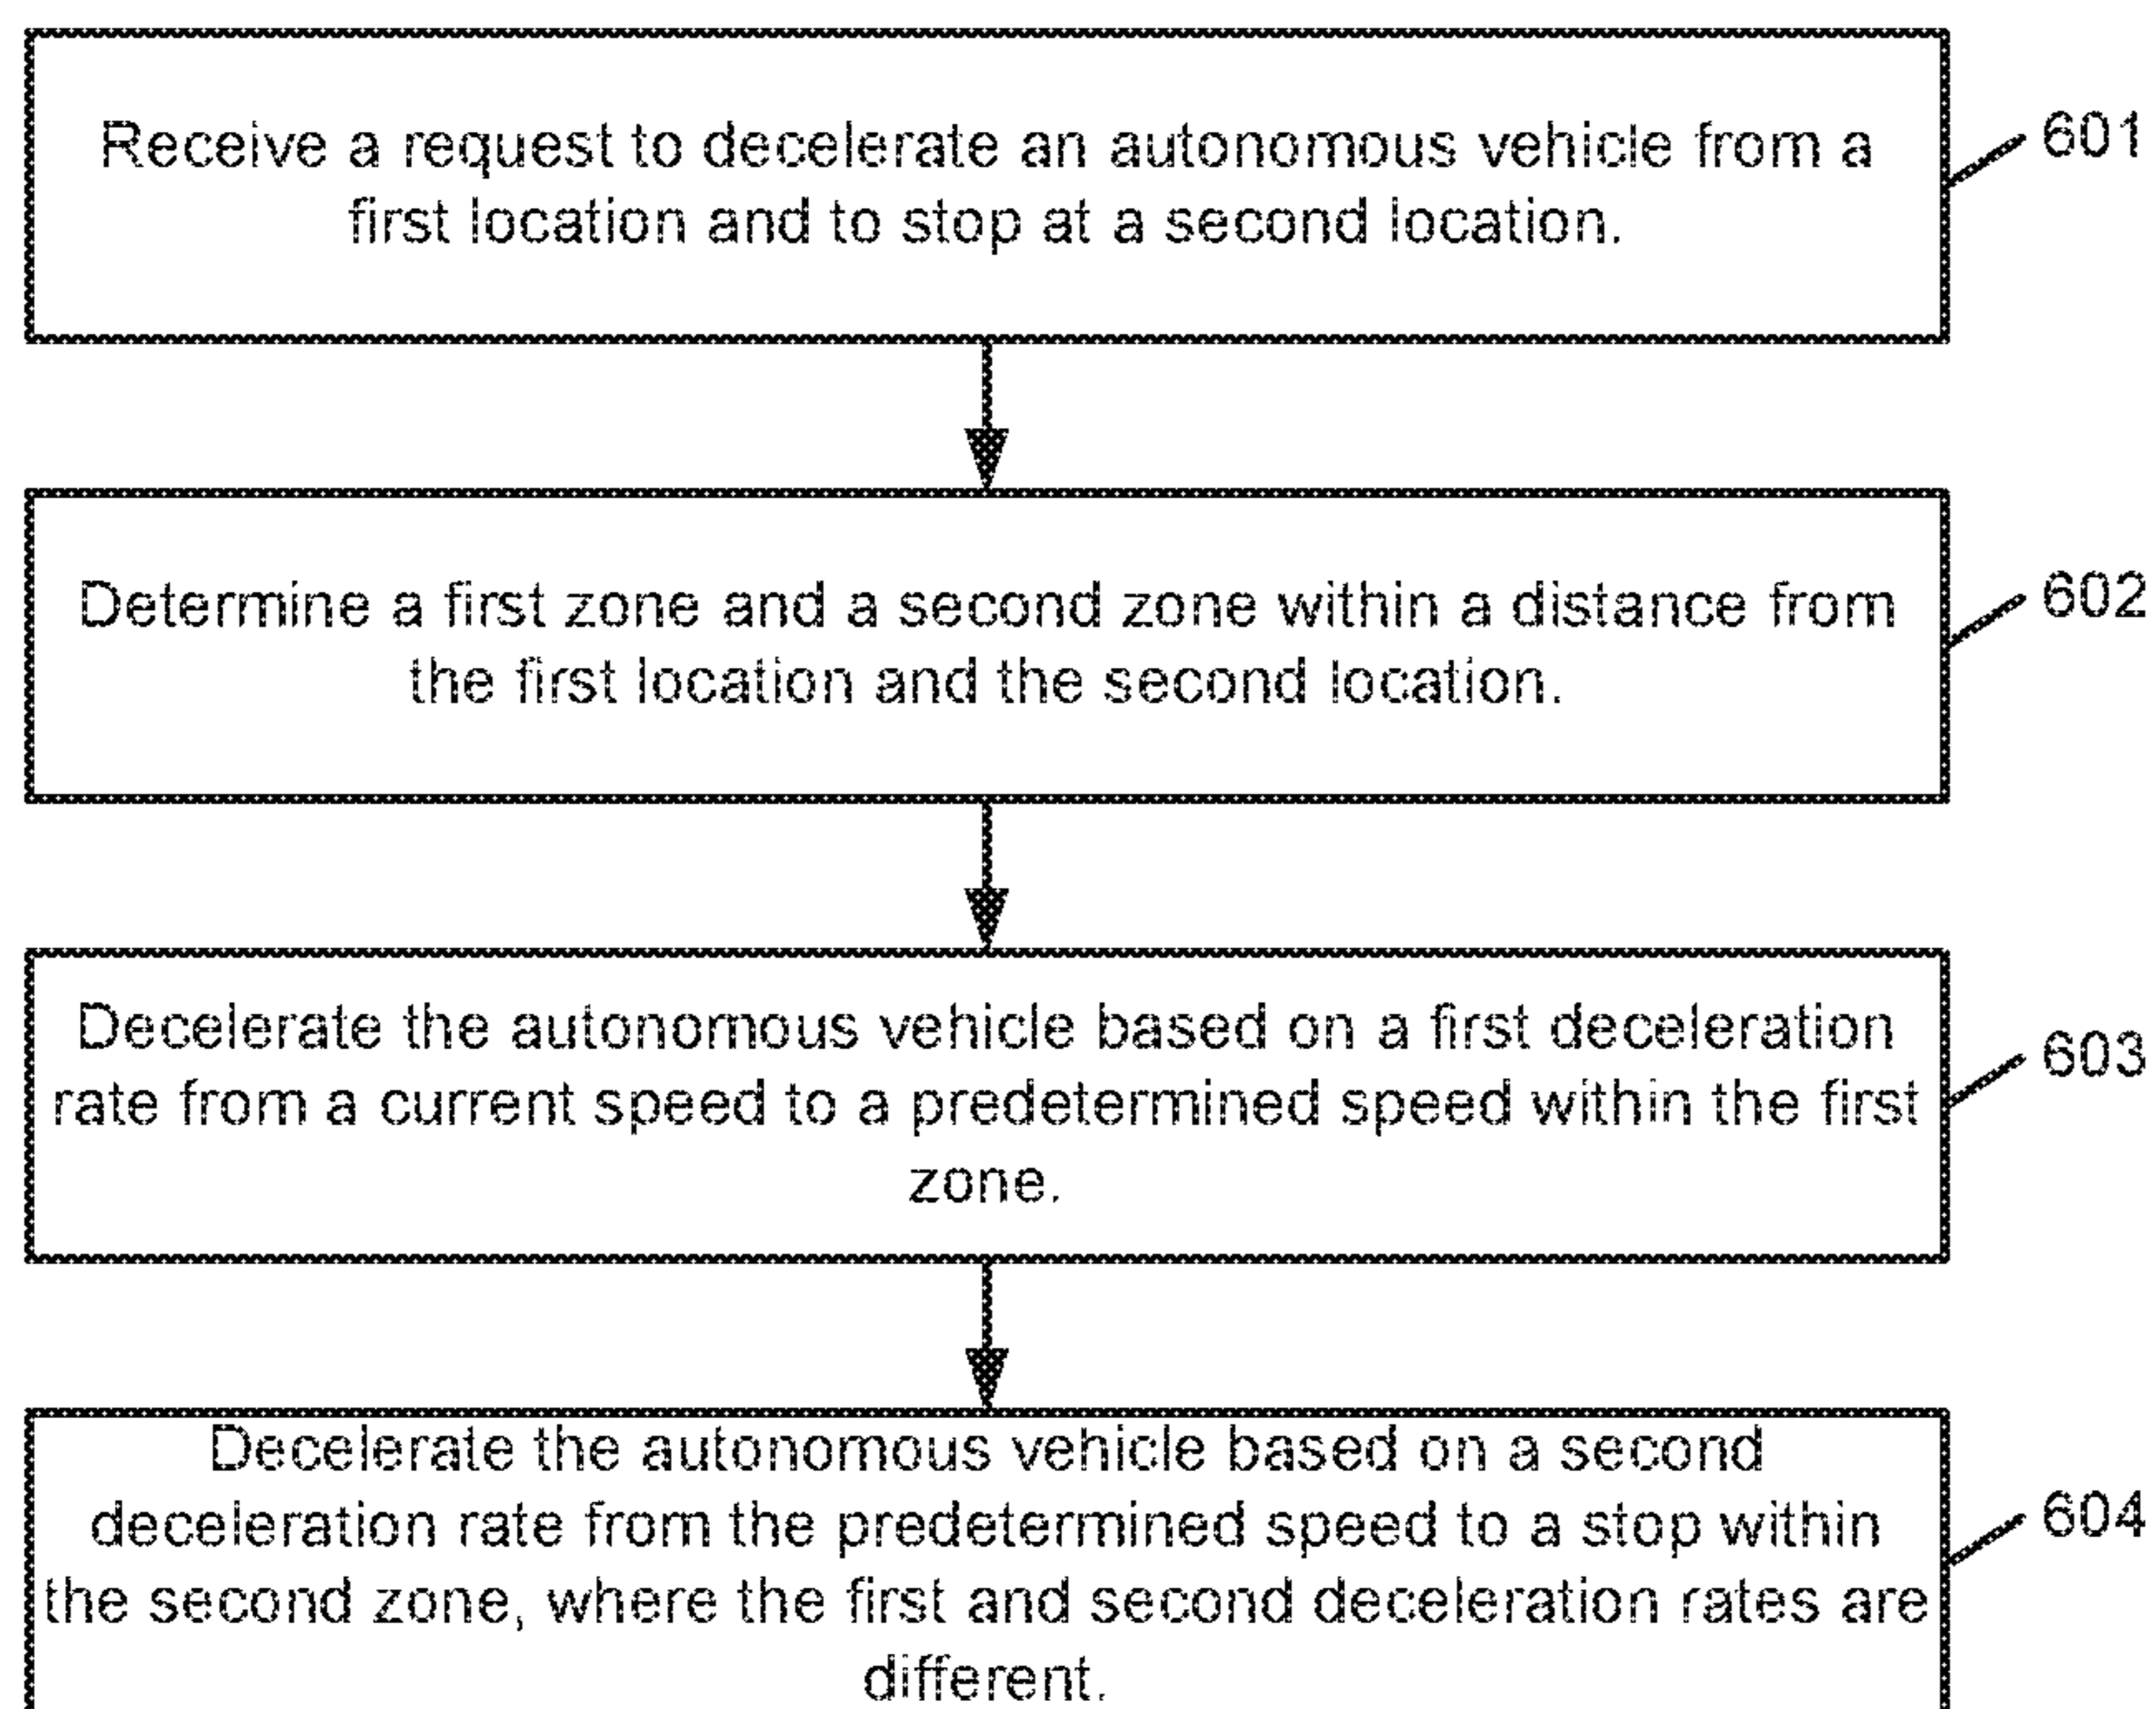 Receive a request to decelerate an autonomous vehicle from a
first location and to stop at a second location.
601
Determine a first zone and a second zone within a distance from
the first location and the second location.
602
Decelerate the autonomous vehicle based on a first deceleration
rate from a current speed to a predetermined speed within the first
zone.
603
Decelerate the autonomous vehicle based on a second
deceleration rate from the predetermined speed to a stop within
the second zone, where the first and second deceleration rates are
different.
604